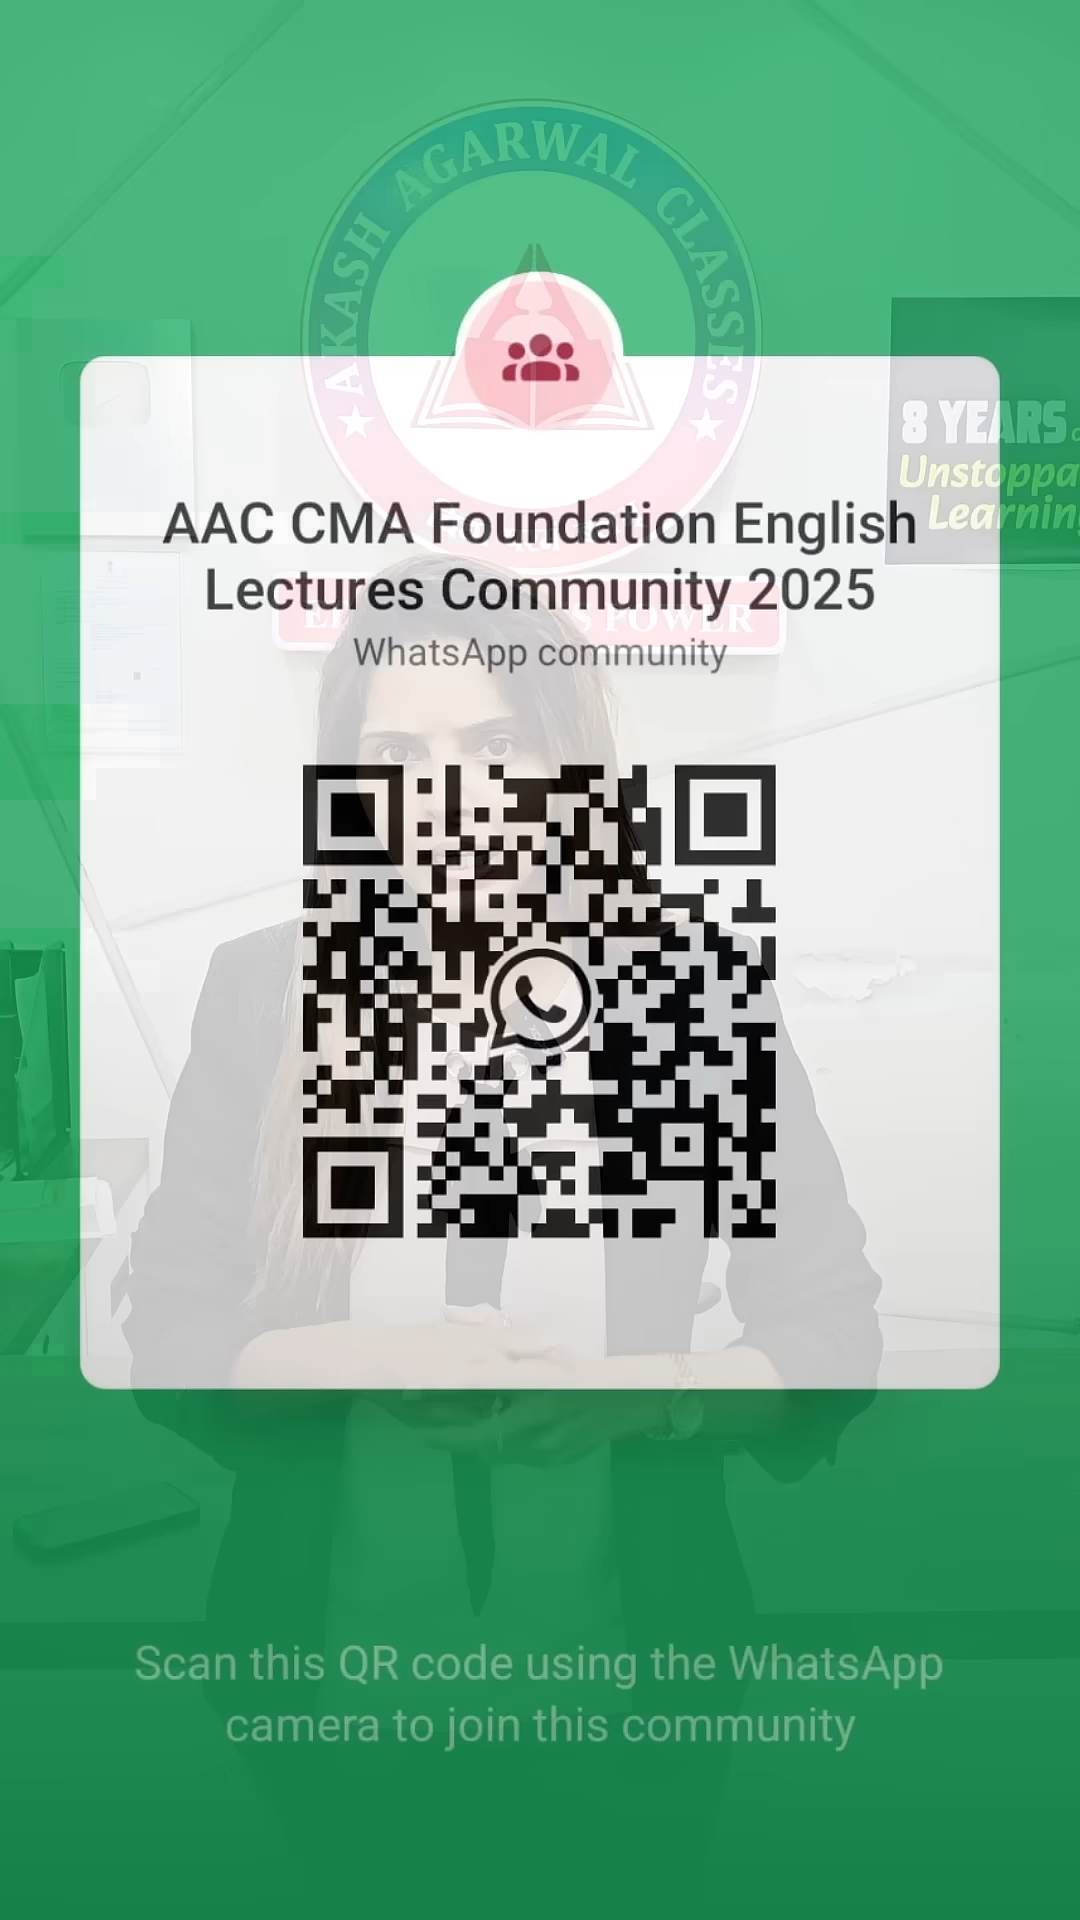 AKASH AGARWAL CLASSES
8 YEARS
Unstoppa
Learnin
AAC CMA Foundation English
Lectures Community 2025
POWER
WhatsApp community
Scan this QR code using the WhatsApp
camera to join this community